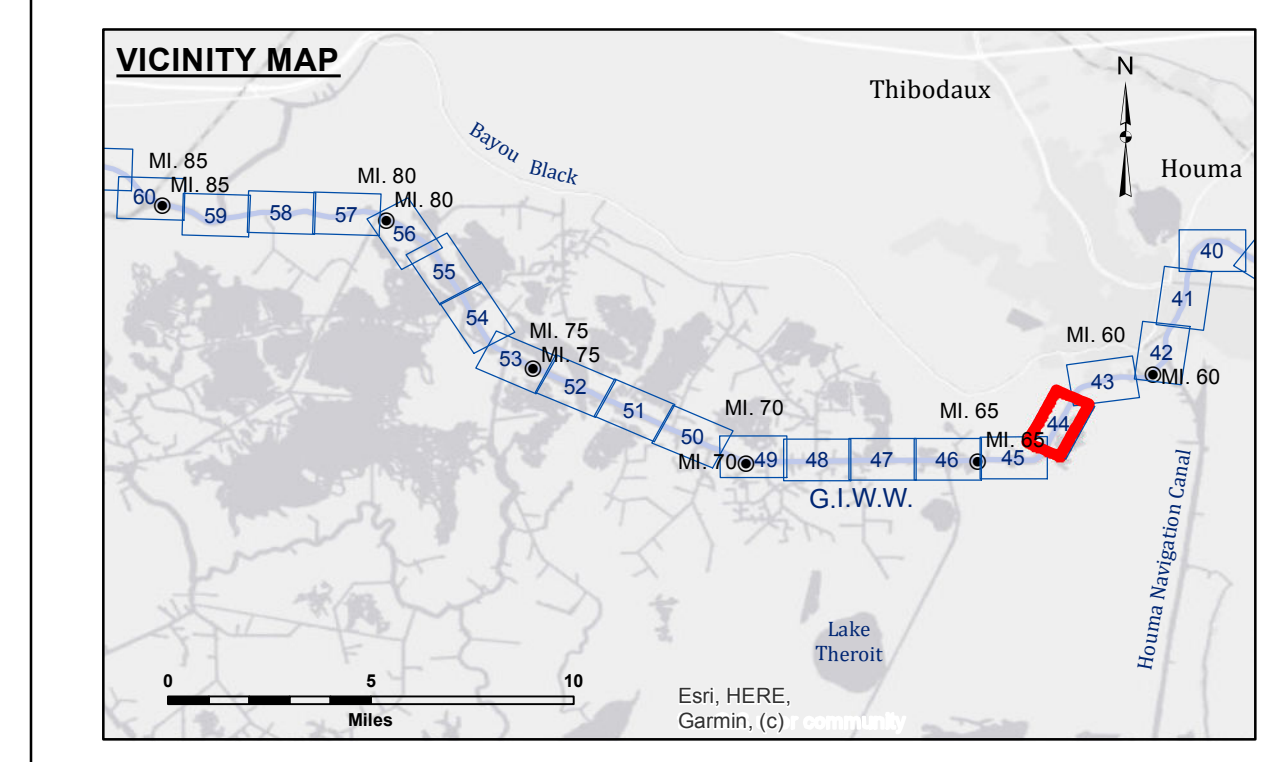 VICINITY MAP
N
Thibodaux
Houma
Bayou Black
MI. 85
MI. 85
MI. 80
MI. 80
60
59
58
57
56
55
54
40
41
42
MI. 60
MI. 60
43
44
MI. 75
MI. 75
53
52
51
50
MI. 70
MI. 70
49
48
47
46
45
MI. 65
MI. 65
G.I.W.W.
Houma Navigation Canal
Lake
Theroit
0 5 10
Miles
Esri, HERE,
Garmin, (c)
r community